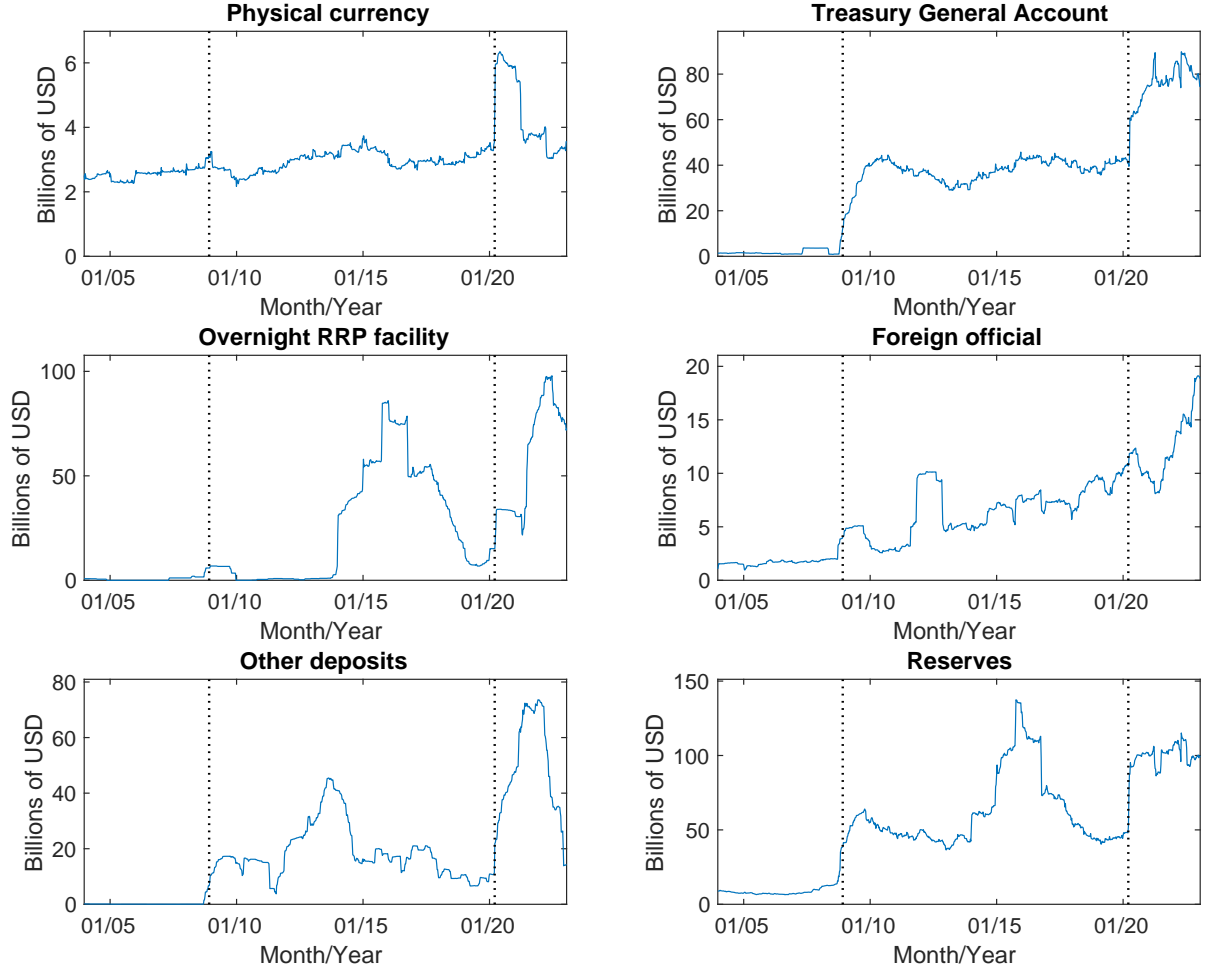 Physical currency
Billions of USD
6
4
2
0
01/05 01/10 01/15 01/20
Month/Year
Treasury General Account
Billions of USD
80
60
40
20
0
01/05 01/10 01/15 01/20
Month/Year
Overnight RRP facility
Billions of USD
100
50
0
01/05 01/10 01/15 01/20
Month/Year
Foreign official
Billions of USD
20
15
10
5
0
01/05 01/10 01/15 01/20
Month/Year
Other deposits
Billions of USD
80
60
40
20
0
01/05 01/10 01/15 01/20
Month/Year
Reserves
Billions of USD
150
100
50
0
01/05 01/10 01/15 01/20
Month/Year